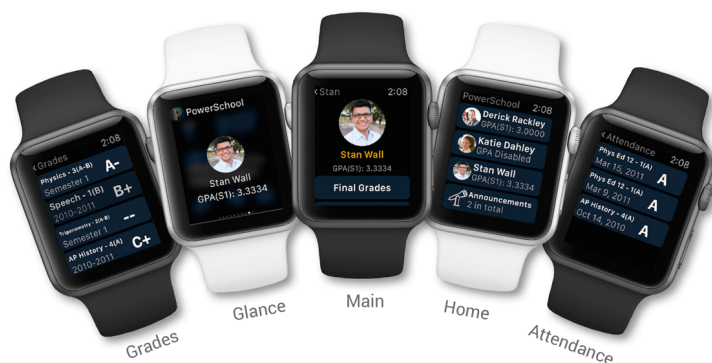 ‹Grades 2:08
Physics - 3(A-B)
Semester 1 A-
Speech - 1(B)
2010-2011 B+
Trigonometry - 2(A-B)
Semester 1 --
AP History - 4(A)
2010-2011 C+
Grades
PowerSchool
Stan Wall
GPA(S1): 3.3334
Glance
‹Stan 2:08
Stan Wall
GPA(S1): 3.3334
Final Grades
Main
PowerSchool 2:08
Derick Rackley
GPA(S1): 3.0000
Katie Dahley
GPA Disabled
Stan Wall
GPA(S1): 3.3334
Announcements
2 in total
Home
‹Attendance 2:08
Phys Ed 12 - 1(A)
Mar 15, 2011 A
Phys Ed 12 - 1(A)
Mar 9, 2011 A
AP History - 4(A)
Oct 14, 2010 A
Attendance